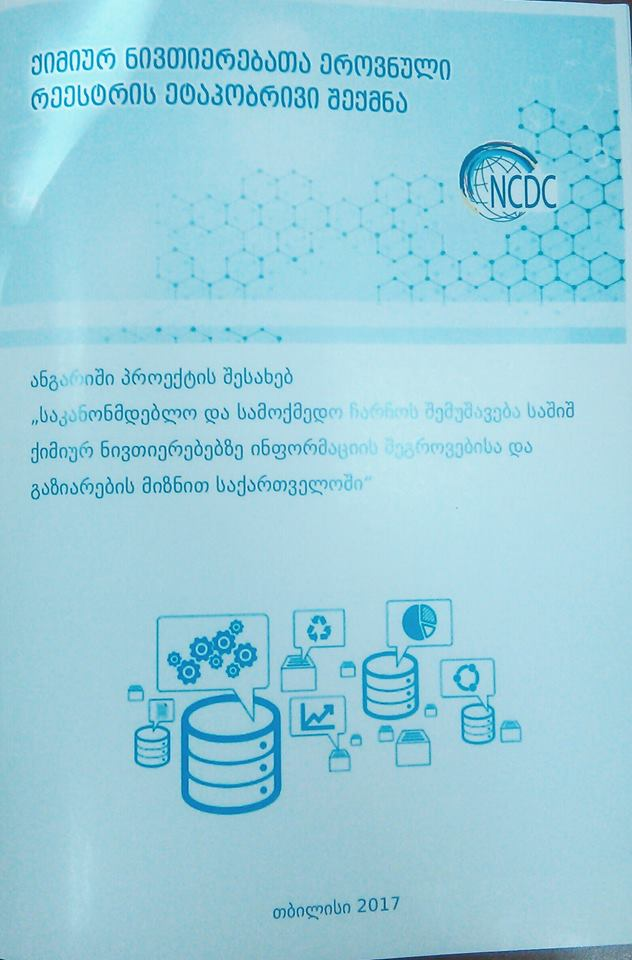 ქიმიურ ნივთიერებათა ეროვნული
რეესტრის ეტაპობრივი შექმნა
NCDC
ანგარიში პროექტის შესახებ
„საკანონმდებლო და სამოქმედო ჩარჩოს შემუშავება საშიშ
ქიმიურ ნივთიერებებზე ინფორმაციის შეგროვებისა და
გაზიარების მიზნით საქართველოში“
თბილისი 2017